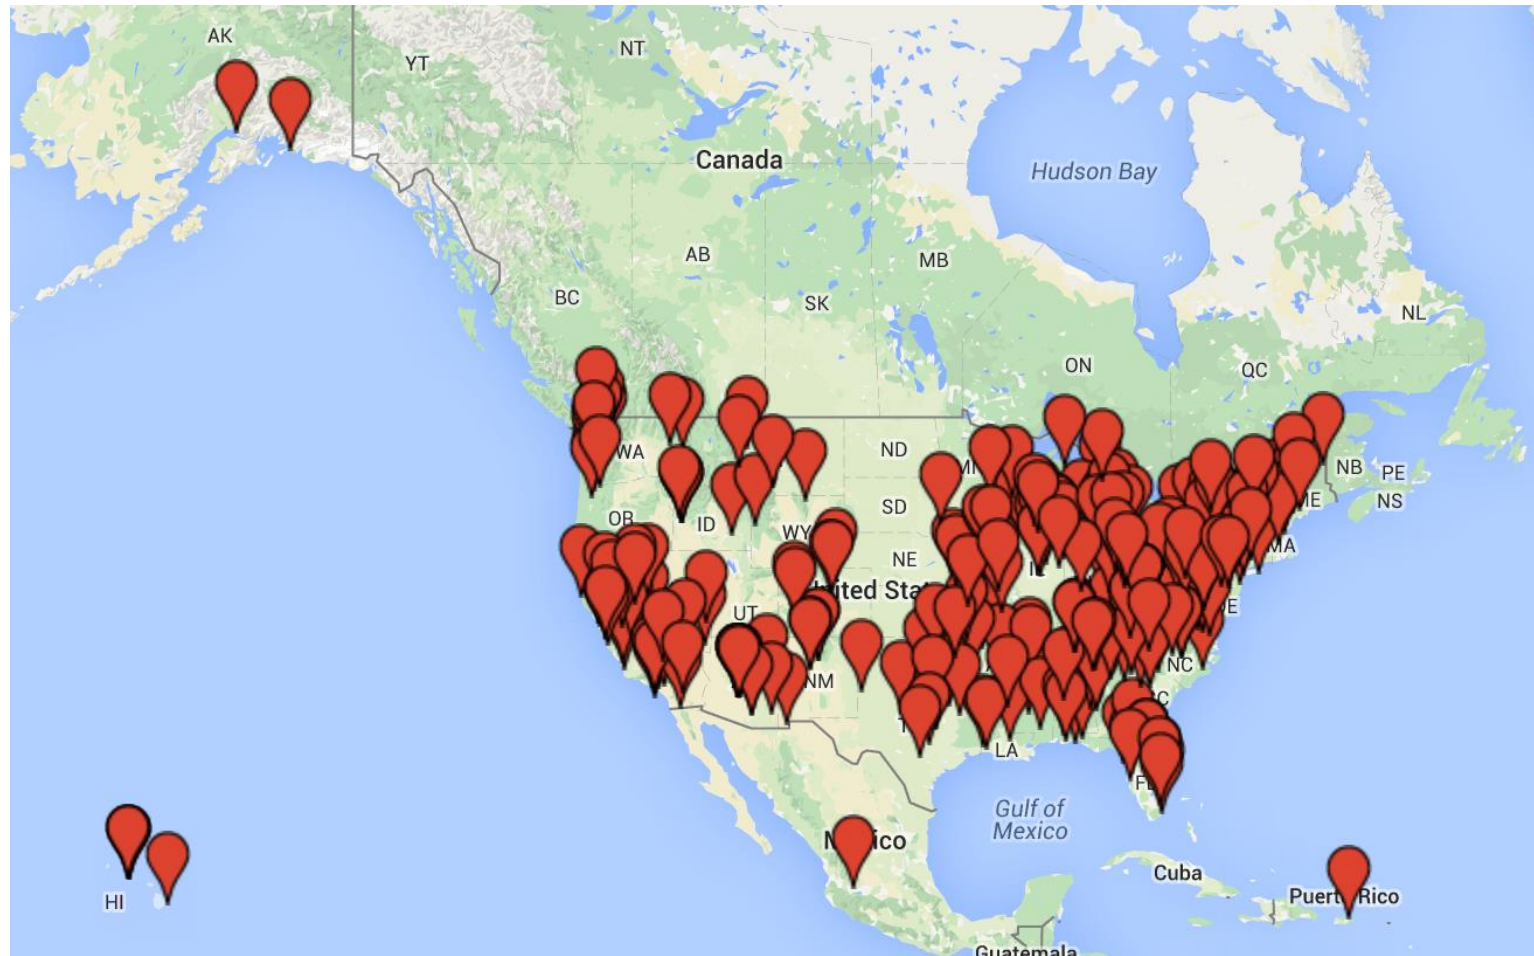 AK
YT
NT
Canada
Hudson Bay
AB
MB
BC
SK
NL
ON
QC
WA
ND
NB
PE
ME
NS
SD
OR
ID
WY
MA
NE
UT
NM
NC
LA
Gulf of
Mexico
Cuba
HI
Guatemala